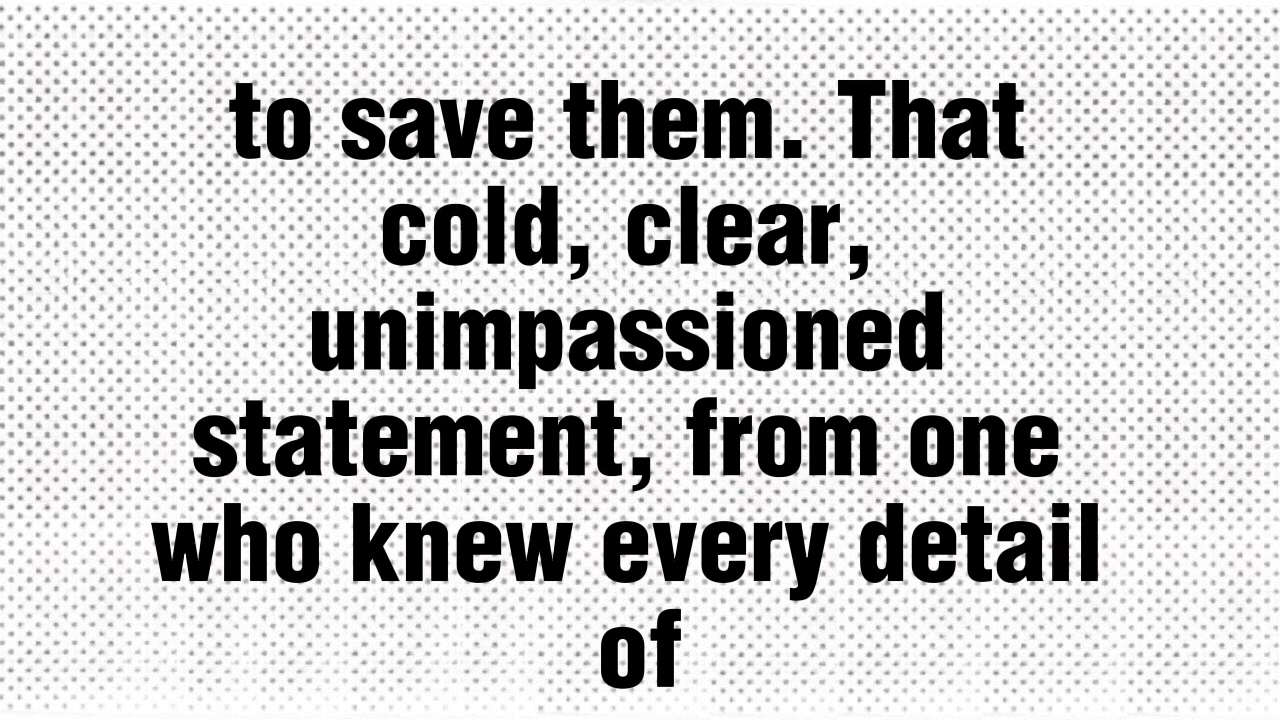 to save them. That
cold, clear,
unimpassioned
statement, from one
who knew every detail
of